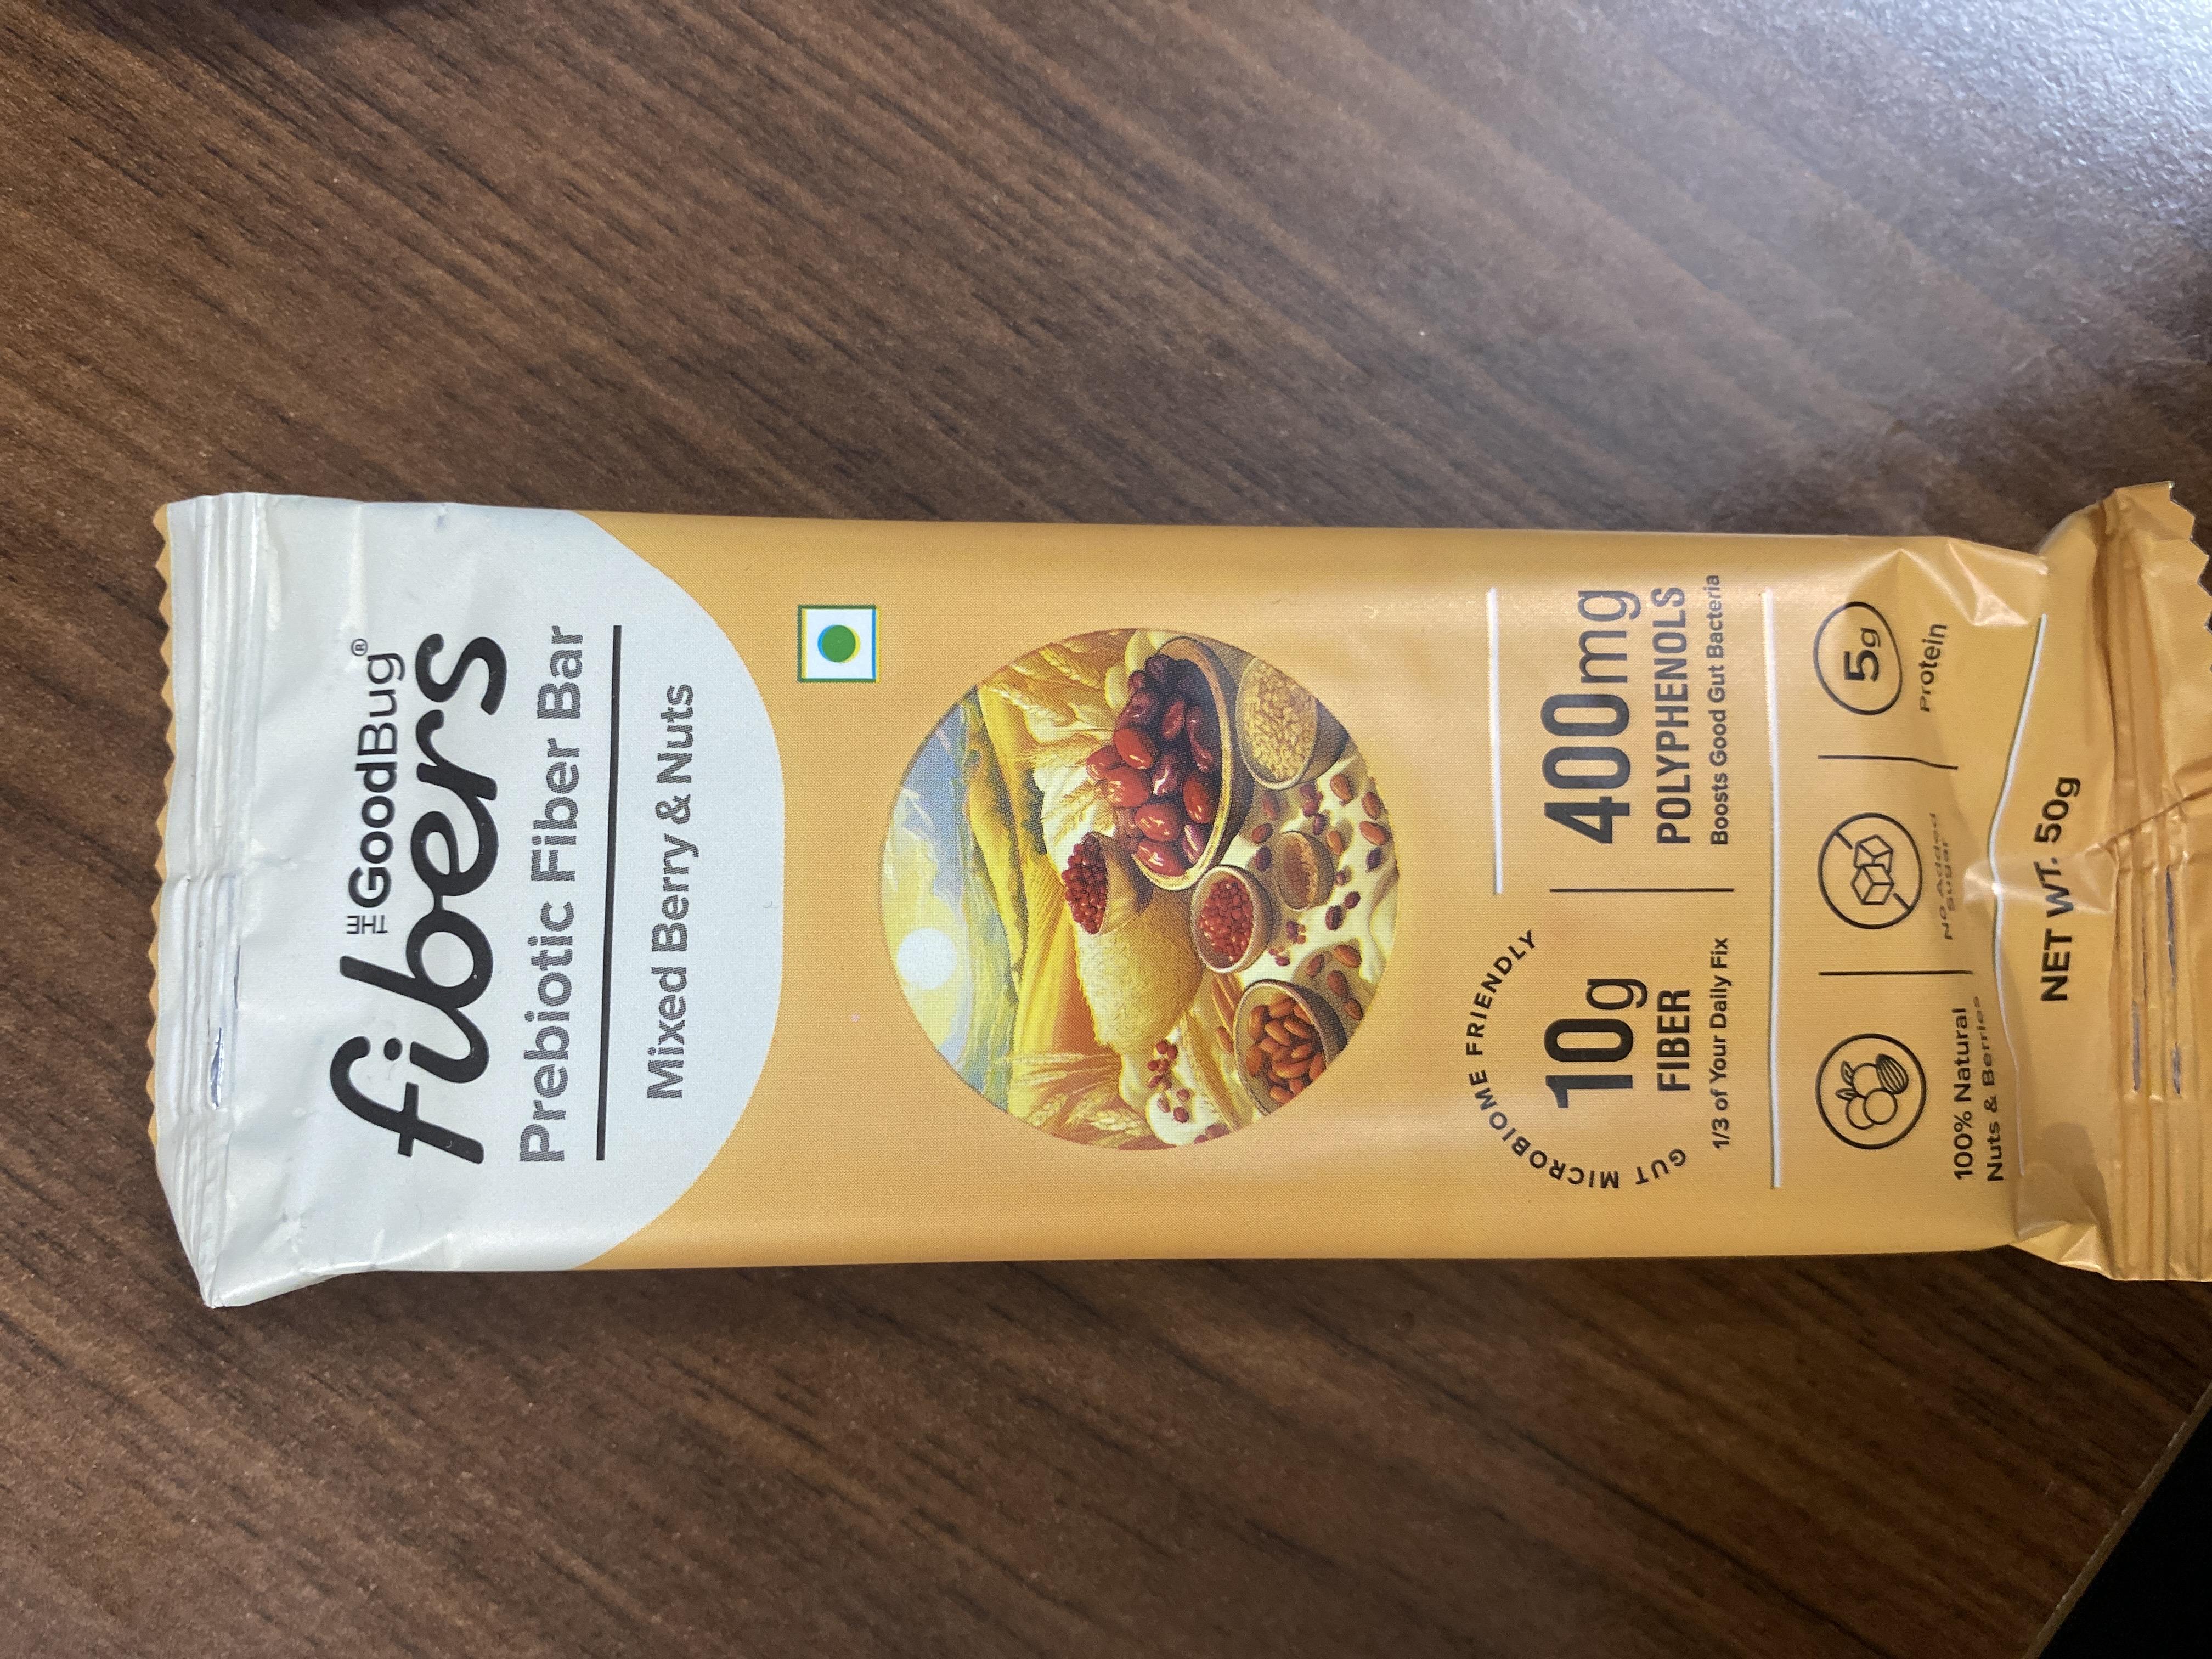 THE GoodBug®
fibers
Prebiotic Fiber Bar
Mixed Berry & Nuts
GUT MICROBIOME FRIENDLY
10g
FIBER
1/3 of Your Daily Fix
400mg
POLYPHENOLS
Boosts Good Gut Bacteria
100% Natural
Nuts & Berries
No Added
Sugar
5g
Protein
NET WT. 50g